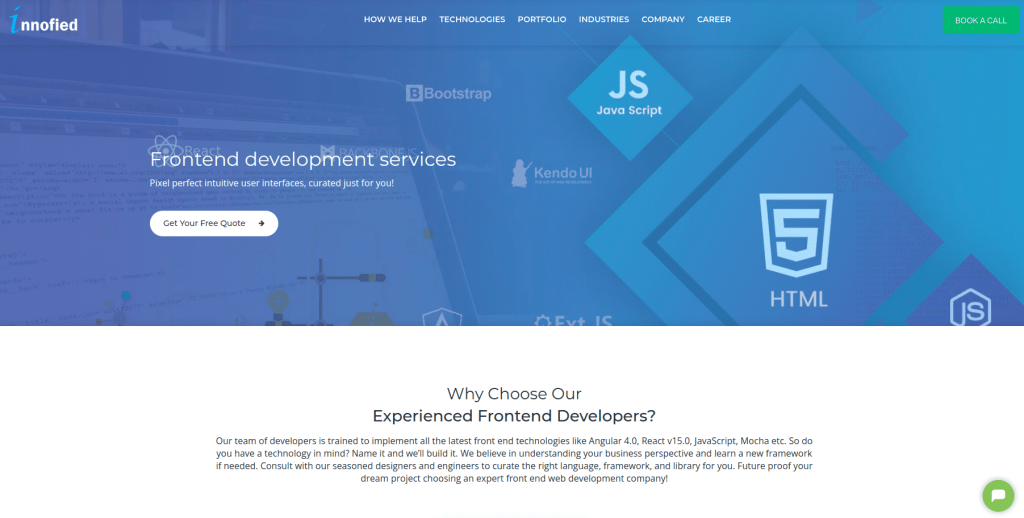 innofied
HOW WE HELP
TECHNOLOGIES
PORTFOLIO
INDUSTRIES
COMPANY
CAREER
BOOK A CALL
JS
Java Script
Bootstrap
React
BACKBONE.JS
Frontend development services
Kendo UI
Pixel perfect intuitive user interfaces, curated just for you!
Get Your Free Quote
5
HTML
JS
Ext JS
Why Choose Our
Experienced Frontend Developers?
Our team of developers is trained to implement all the latest front end technologies like Angular 4.0, React v15.0, JavaScript, Mocha etc. So do
you have a technology in mind? Name it and we'll build it. We believe in understanding your business perspective and learn a new framework
if needed. Consult with our seasoned designers and engineers to curate the right language, framework, and library for you. Future proof your
dream project choosing an expert front end web development company!